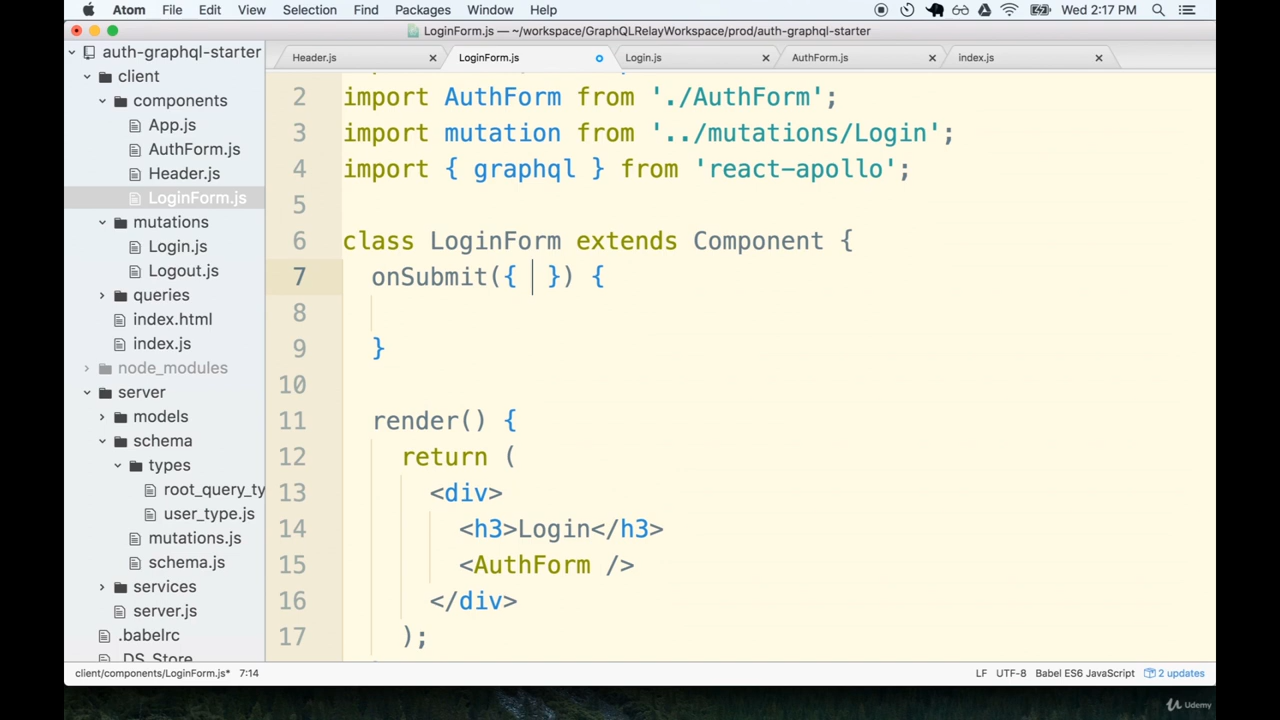 Atom File Edit View Selection Find Packages Window Help Wed 2:17 PM
LoginForm.js — ~/workspace/GraphQLRelayWorkspace/prod/auth-graphql-starter
auth-graphql-starter
client
components
App.js
AuthForm.js
Header.js
LoginForm.js
mutations
Login.js
Logout.js
queries
index.html
index.js
node_modules
server
models
schema
types
root_query_ty
user_type.js
mutations.js
schema.js
services
server.js
.babelrc
.DS_Store
Header.js LoginForm.js Login.js AuthForm.js index.js
2 import AuthForm from './AuthForm';
3 import mutation from '../mutations/Login';
4 import { graphql } from 'react-apollo';
5
6 class LoginForm extends Component {
7 onSubmit({ }) {
8
9 }
10
11 render() {
12 return (
13 <div>
14 <h3>Login</h3>
15 <AuthForm />
16 </div>
17 );
client/components/LoginForm.js* 7:14 LF UTF-8 Babel ES6 JavaScript 2 updates
Udemy